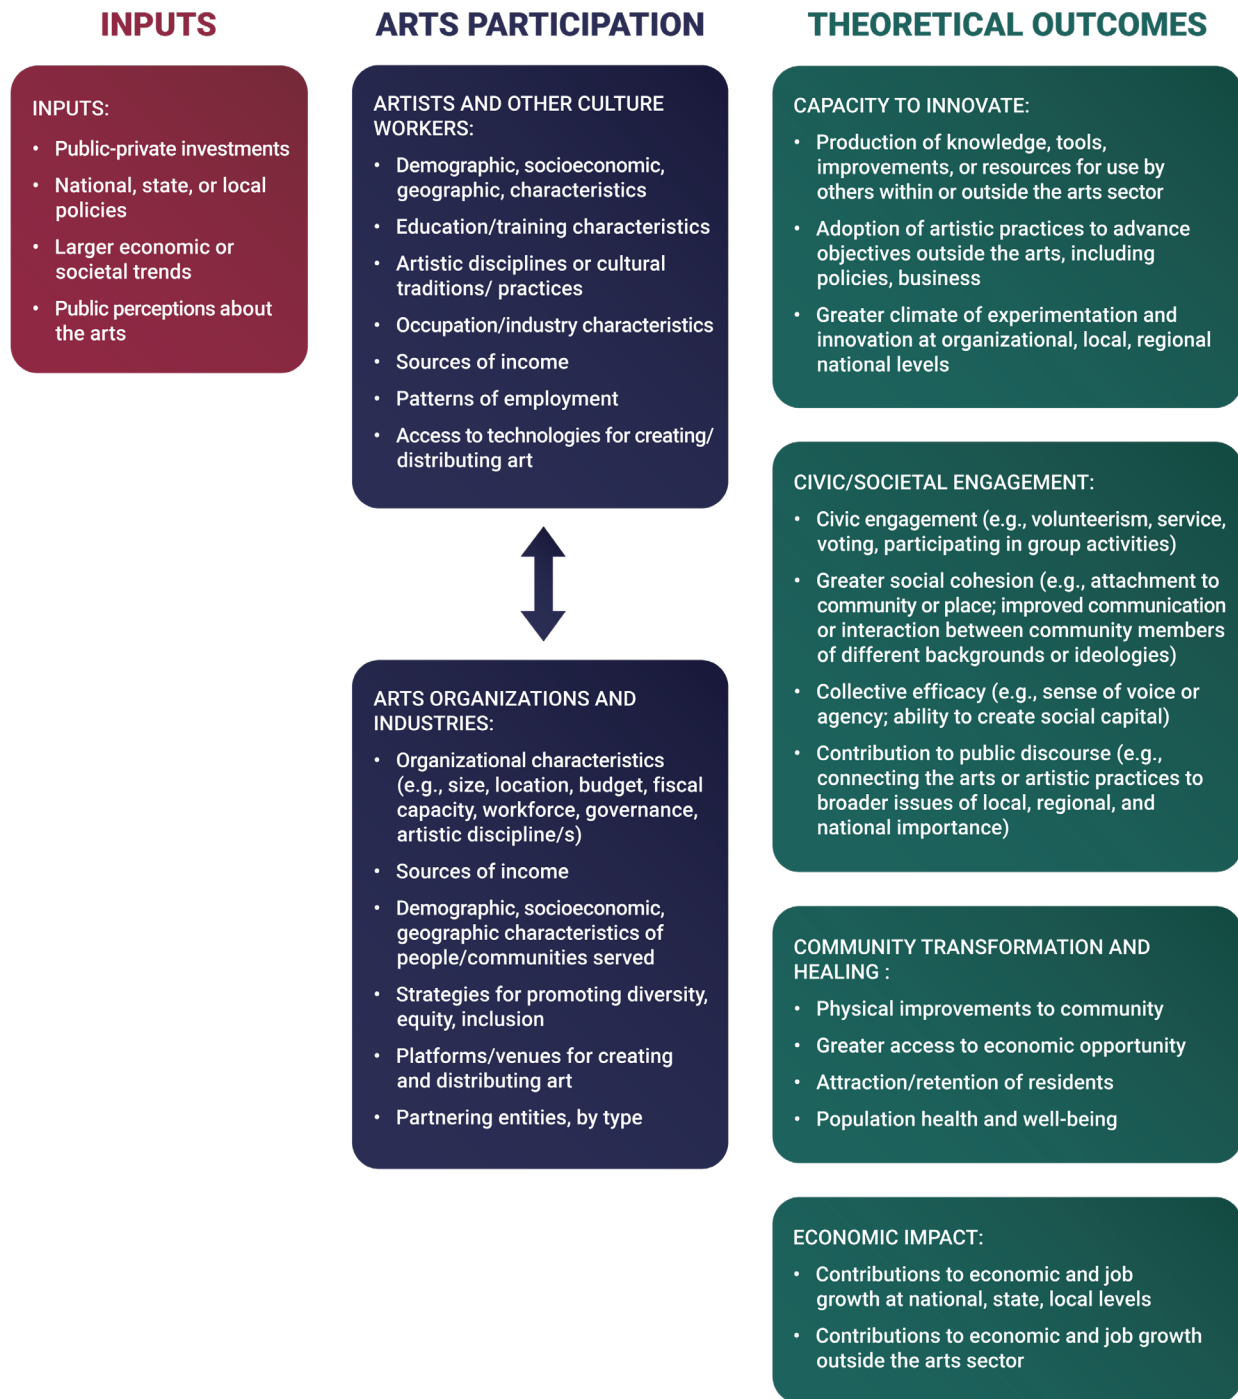 INPUTS
ARTS PARTICIPATION
THEORETICAL OUTCOMES
INPUTS:
• Public-private investments
• National, state, or local
policies
• Larger economic or
societal trends
• Public perceptions about
the arts
ARTISTS AND OTHER CULTURE
WORKERS:
• Demographic, socioeconomic,
geographic, characteristics
• Education/training characteristics
• Artistic disciplines or cultural
traditions/ practices
• Occupation/industry characteristics
• Sources of income
• Patterns of employment
• Access to technologies for creating/
distributing art
ARTS ORGANIZATIONS AND
INDUSTRIES:
• Organizational characteristics
(e.g., size, location, budget, fiscal
capacity, workforce, governance,
artistic discipline/s)
• Sources of income
• Demographic, socioeconomic,
geographic characteristics of
people/communities served
• Strategies for promoting diversity,
equity, inclusion
• Platforms/venues for creating
and distributing art
• Partnering entities, by type
CAPACITY TO INNOVATE:
• Production of knowledge, tools,
improvements, or resources for use by
others within or outside the arts sector
• Adoption of artistic practices to advance
objectives outside the arts, including
policies, business
• Greater climate of experimentation and
innovation at organizational, local, regional
national levels
CIVIC/SOCIETAL ENGAGEMENT:
• Civic engagement (e.g., volunteerism, service,
voting, participating in group activities)
• Greater social cohesion (e.g., attachment to
community or place; improved communication
or interaction between community members
of different backgrounds or ideologies)
• Collective efficacy (e.g., sense of voice or
agency; ability to create social capital)
• Contribution to public discourse (e.g.,
connecting the arts or artistic practices to
broader issues of local, regional, and
national importance)
COMMUNITY TRANSFORMATION AND
HEALING :
• Physical improvements to community
• Greater access to economic opportunity
• Attraction/retention of residents
• Population health and well-being
ECONOMIC IMPACT:
• Contributions to economic and job
growth at national, state, local levels
• Contributions to economic and job growth
outside the arts sector